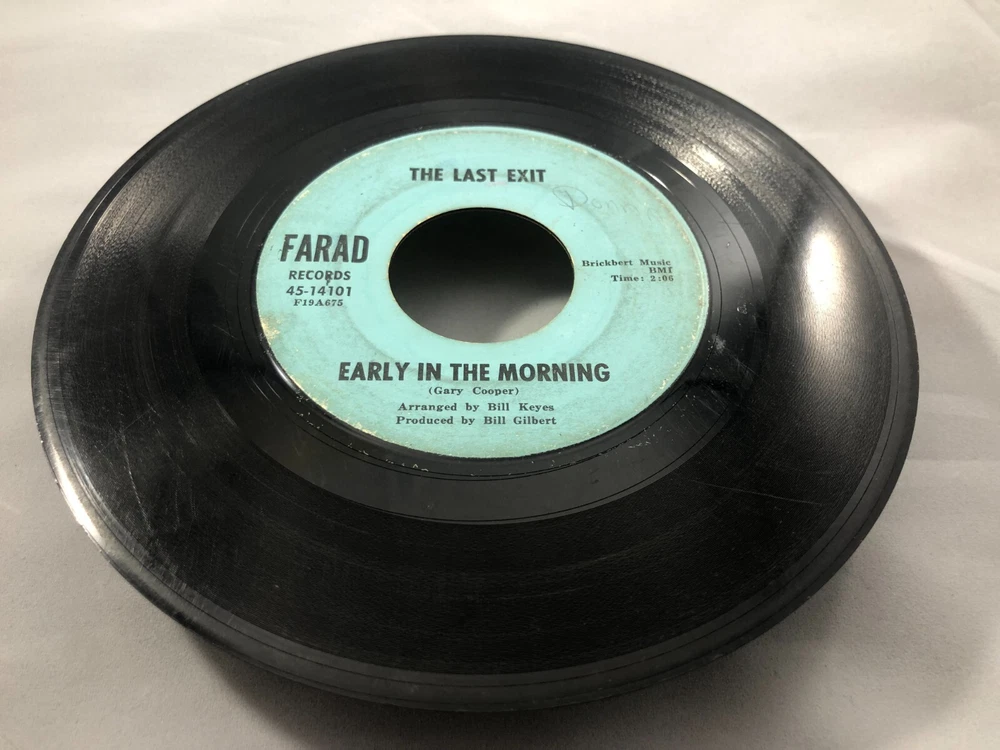 THE LAST EXIT
FARAD
RECORDS
45-14101
F19A675
Brickbert Music
BMI
Time: 2:06
EARLY IN THE MORNING
(Gary Cooper)
Arranged by Bill Keyes
Produced by Bill Gilbert